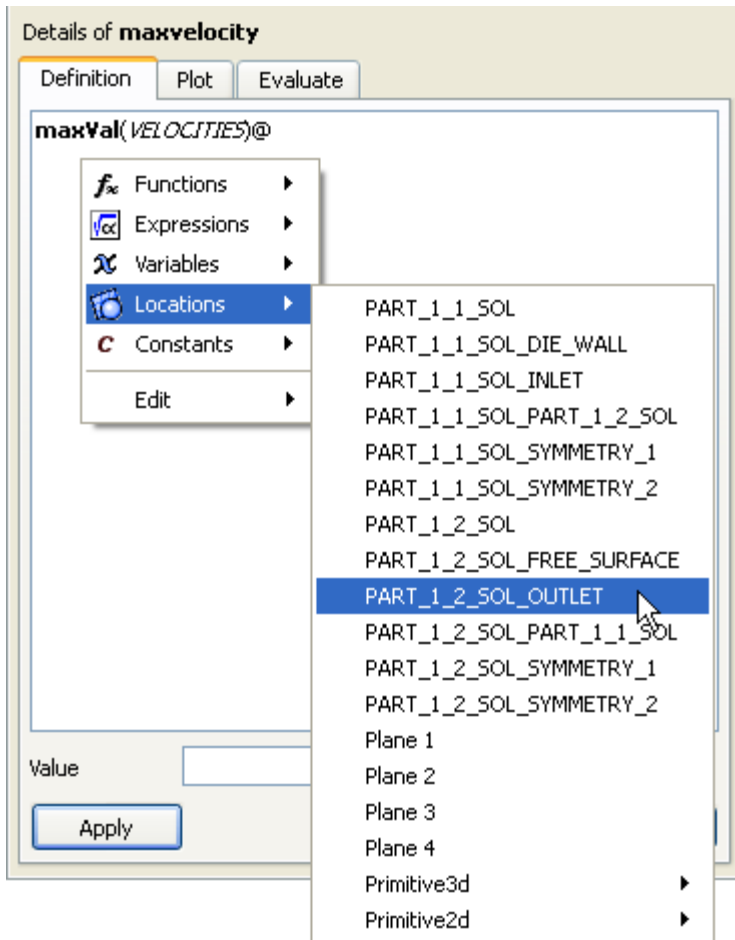 Details of maxvelocity
Definition Plot Evaluate
maxVal(VELOCITIES)@
Functions
Expressions
Variables
Locations
Constants
Edit
PART_1_1_SOL
PART_1_1_SOL_DIE_WALL
PART_1_1_SOL_INLET
PART_1_1_SOL_PART_1_2_SOL
PART_1_1_SOL_SYMMETRY_1
PART_1_1_SOL_SYMMETRY_2
PART_1_2_SOL
PART_1_2_SOL_FREE_SURFACE
PART_1_2_SOL_OUTLET
PART_1_2_SOL_PART_1_1_SOL
PART_1_2_SOL_SYMMETRY_1
PART_1_2_SOL_SYMMETRY_2
Plane 1
Plane 2
Plane 3
Plane 4
Primitive3d
Primitive2d
Value
Apply